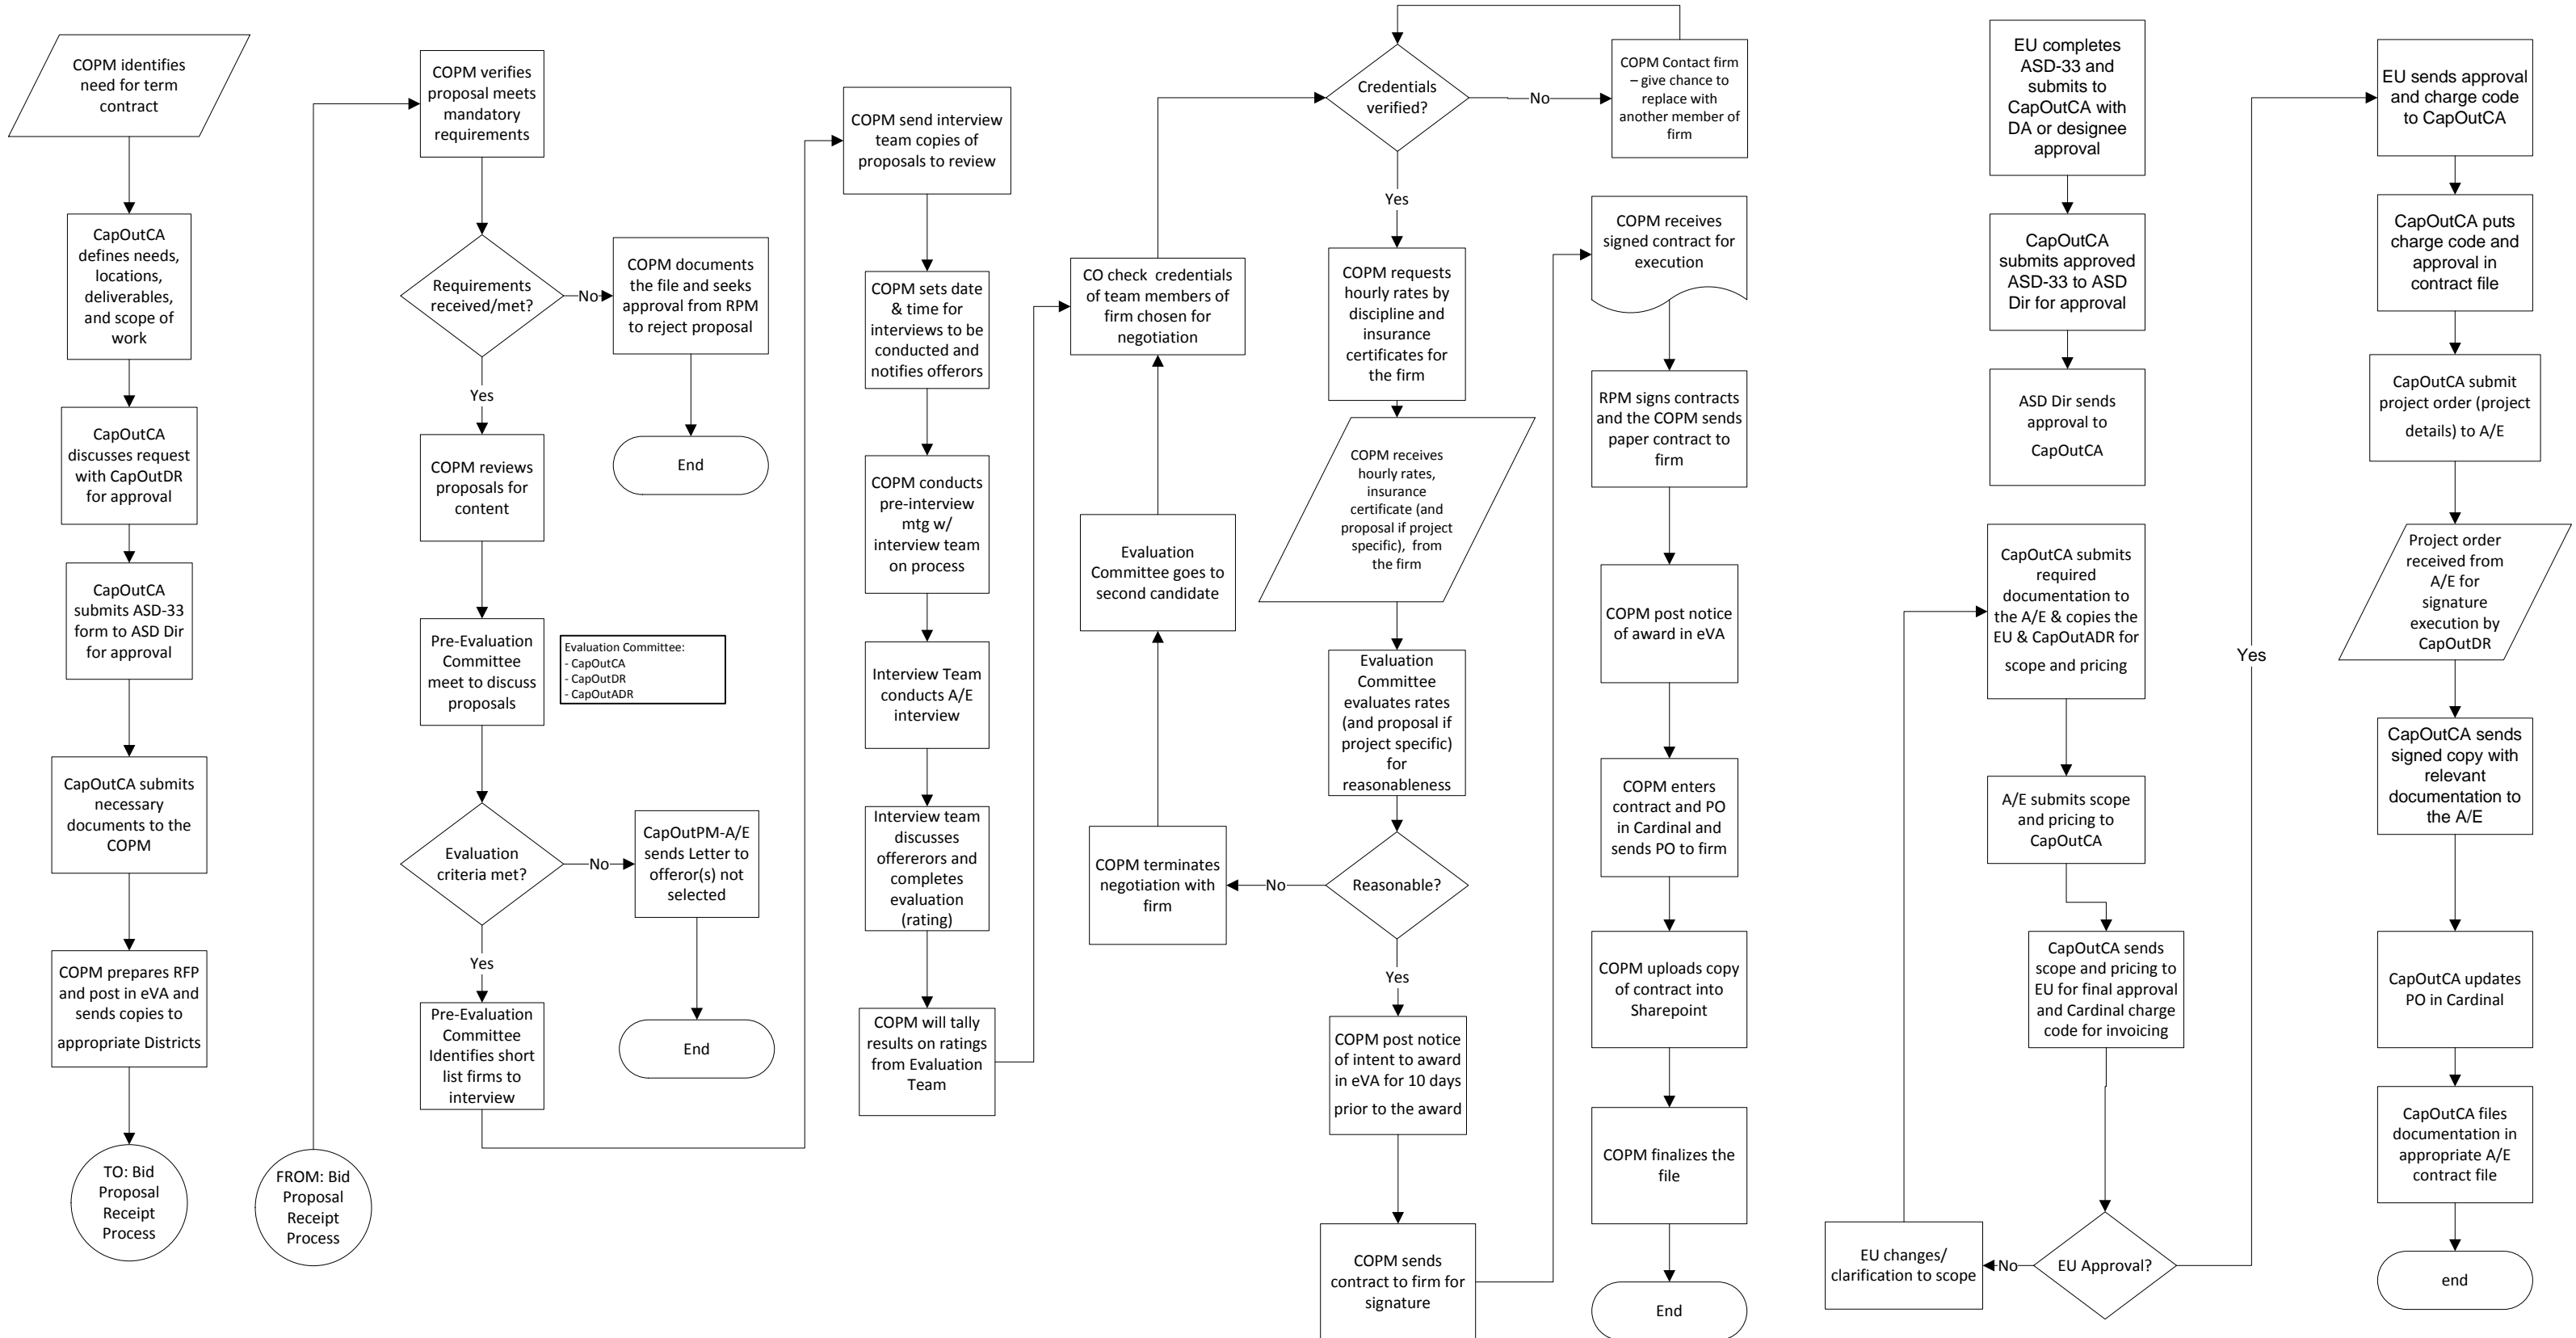 COPM identifies
need for term
contract
CapOutCA
defines needs,
locations,
deliverables,
and scope of
work
CapOutCA
discusses request
with CapOutDR
for approval
CapOutCA
submits ASD-33
form to ASD Dir
for approval
CapOutCA submits
necessary
documents to the
COPM
COPM prepares RFP
and post in eVA and
sends copies to
appropriate Districts
TO: Bid
Proposal
Receipt
Process
FROM: Bid
Proposal
Receipt
Process
COPM verifies
proposal meets
mandatory
requirements
Requirements
received/met?
No
COPM documents
the file and seeks
approval from RPM
to reject proposal
End
Yes
COPM reviews
proposals for
content
Pre-Evaluation
Committee
meet to discuss
proposals
Evaluation Committee:
- CapOutCA
- CapOutDR
- CapOutADR
Evaluation
criteria met?
No
CapOutPM-A/E
sends Letter to
offeror(s) not
selected
End
Yes
Pre-Evaluation
Committee
Identifies short
list firms to
interview
COPM send interview
team copies of
proposals to review
COPM sets date
& time for
interviews to be
conducted and
notifies offerors
COPM conducts
pre-interview
mtg w/
interview team
on process
Interview Team
conducts A/E
interview
Interview team
discusses
offererors and
completes
evaluation
(rating)
COPM will tally
results on ratings
from Evaluation
Team
CO check  credentials
of team members of
firm chosen for
negotiation
Evaluation
Committee goes to
second candidate
COPM terminates
negotiation with
firm
Credentials
verified?
No
COPM Contact firm
– give chance to
replace with
another member of
firm
Yes
COPM requests
hourly rates by
discipline and
insurance
certificates for
the firm
COPM receives
hourly rates,
insurance
certificate (and
proposal if project
specific),  from
the firm
Evaluation
Committee
evaluates rates
(and proposal if
project specific)
for
reasonableness
Reasonable?
No
Yes
COPM post notice
of intent to award
in eVA for 10 days
prior to the award
COPM sends
contract to firm for
signature
COPM receives
signed contract for
execution
RPM signs contracts
and the COPM sends
paper contract to
firm
COPM post notice
of award in eVA
COPM enters
contract and PO
in Cardinal and
sends PO to firm
COPM uploads copy
of contract into
Sharepoint
COPM finalizes the
file
End
EU completes
ASD-33 and
submits to
CapOutCA with
DA or designee
approval
CapOutCA
submits approved
ASD-33 to ASD
Dir for approval
ASD Dir sends
approval to
CapOutCA
CapOutCA submits
required
documentation to
the A/E & copies the
EU & CapOutADR for
scope and pricing
A/E submits scope
and pricing to
CapOutCA
CapOutCA sends
scope and pricing to
EU for final approval
and Cardinal charge
code for invoicing
EU Approval?
No
EU changes/
clarification to scope
Yes
EU sends approval
and charge code
to CapOutCA
CapOutCA puts
charge code and
approval in
contract file
CapOutCA submit
project order (project
details) to A/E
Project order
received from
A/E for
signature
execution by
CapOutDR
CapOutCA sends
signed copy with
relevant
documentation to
the A/E
CapOutCA updates
PO in Cardinal
CapOutCA files
documentation in
appropriate A/E
contract file
end